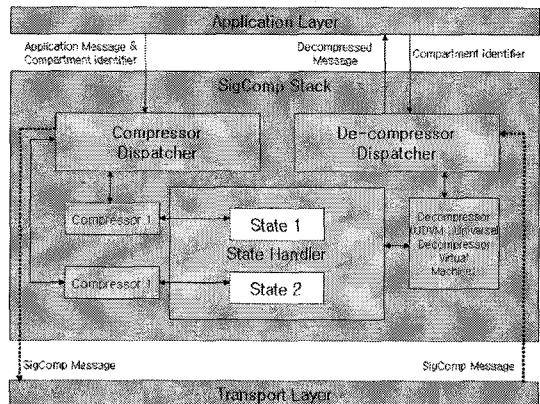 Application Layer
Application Message &
Compartment identifier
Decompressed
Message
Compartment identifier
SigComp Stack
Compressor
Dispatcher
De-compressor
Dispatcher
Compressor 1
State 1
State Handler
Decompressor
(UDVM : Universal
Decompressor
Virtual
Machine)
Compressor 1
State 2
SigComp Message
SigComp Message
Transport Layer